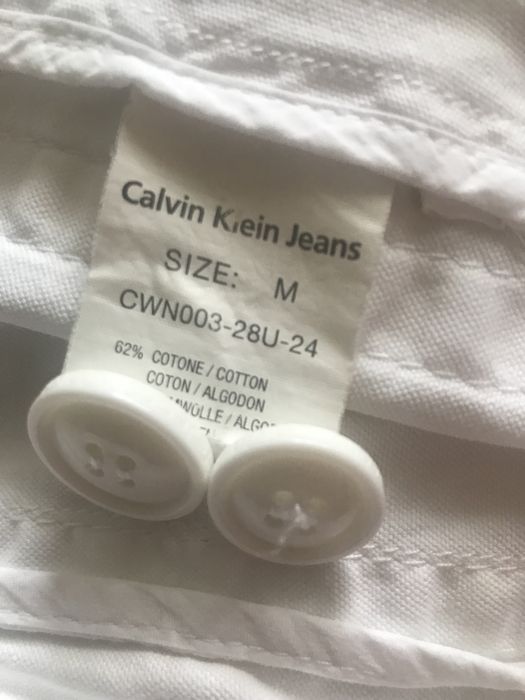 Calvin Klein Jeans
SIZE: M
CWN003-28U-24
62% COTONE / COTTON
COTON / ALGODON